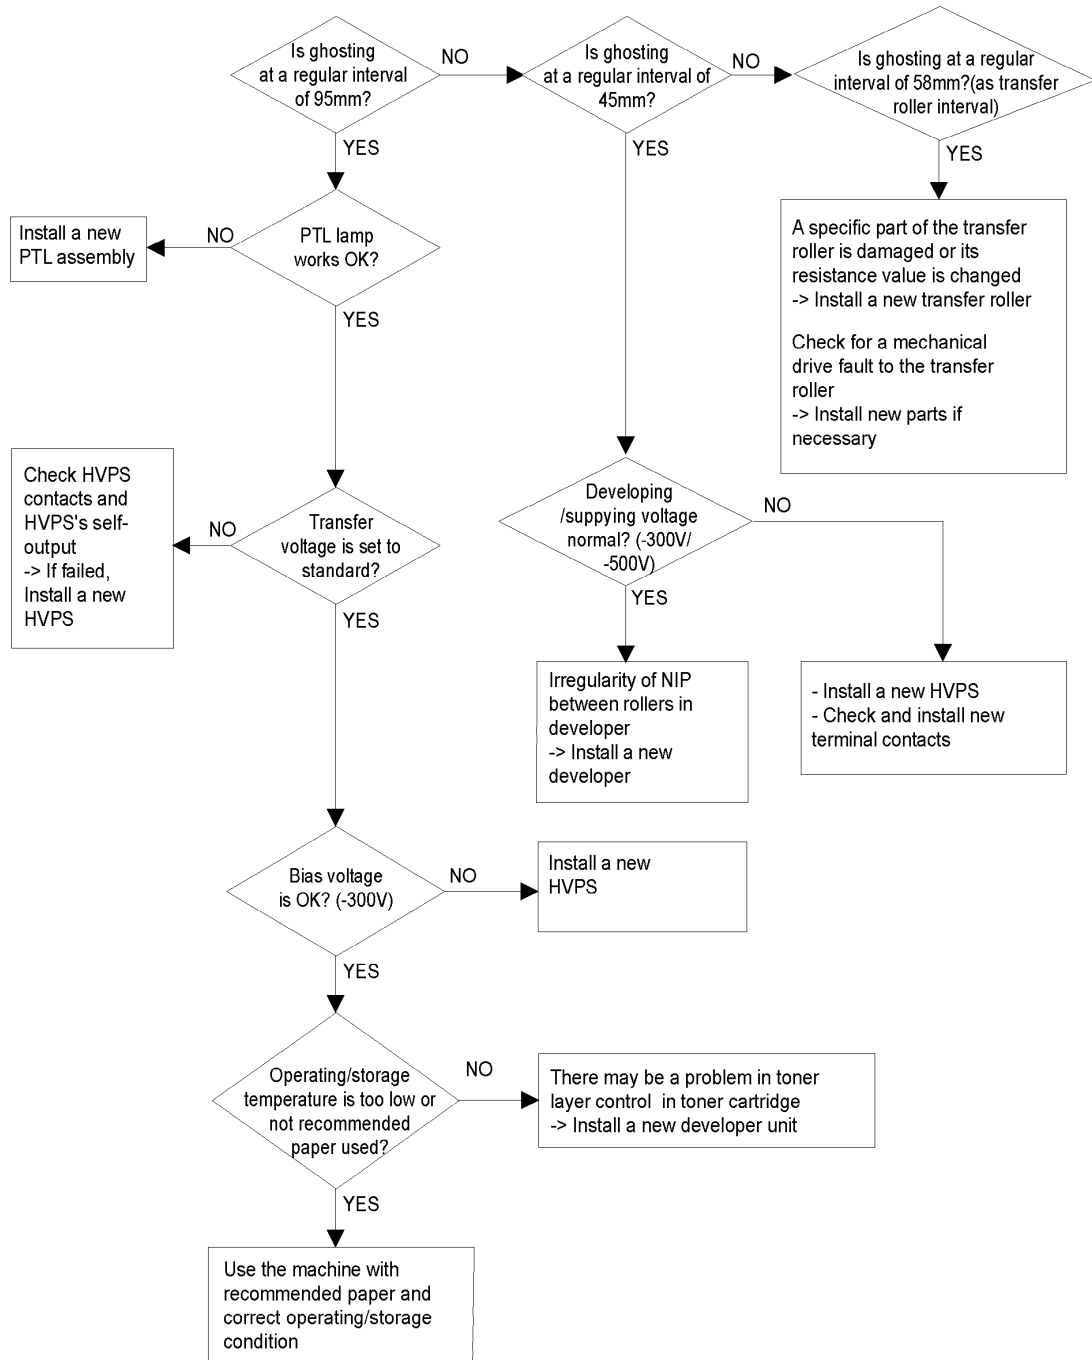 Is ghosting
at a regular interval
of 95mm?
NO
Is ghosting
at a regular interval of
45mm?
NO
Is ghosting at a regular
interval of 58mm?(as transfer
roller interval)
YES
YES
YES
Install a new
PTL assembly
NO
PTL lamp
works OK?
YES
A specific part of the transfer
roller is damaged or its
resistance value is changed
-> Install a new transfer roller
Check for a mechanical
drive fault to the transfer
roller
-> Install new parts if
necessary
Check HVPS
contacts and
HVPS's self-
output
-> If failed,
Install a new
HVPS
NO
Transfer
voltage is set to
standard?
YES
Developing
/suppying voltage
normal? (-300V/
-500V)
NO
YES
Irregularity of NIP
between rollers in
developer
-> Install a new
developer
- Install a new HVPS
- Check and install new
terminal contacts
Bias voltage
is OK? (-300V)
NO
Install a new
HVPS
YES
Operating/storage
temperature is too low or
not recommended
paper used?
NO
There may be a problem in toner
layer control in toner cartridge
-> Install a new developer unit
YES
Use the machine with
recommended paper and
correct operating/storage
condition